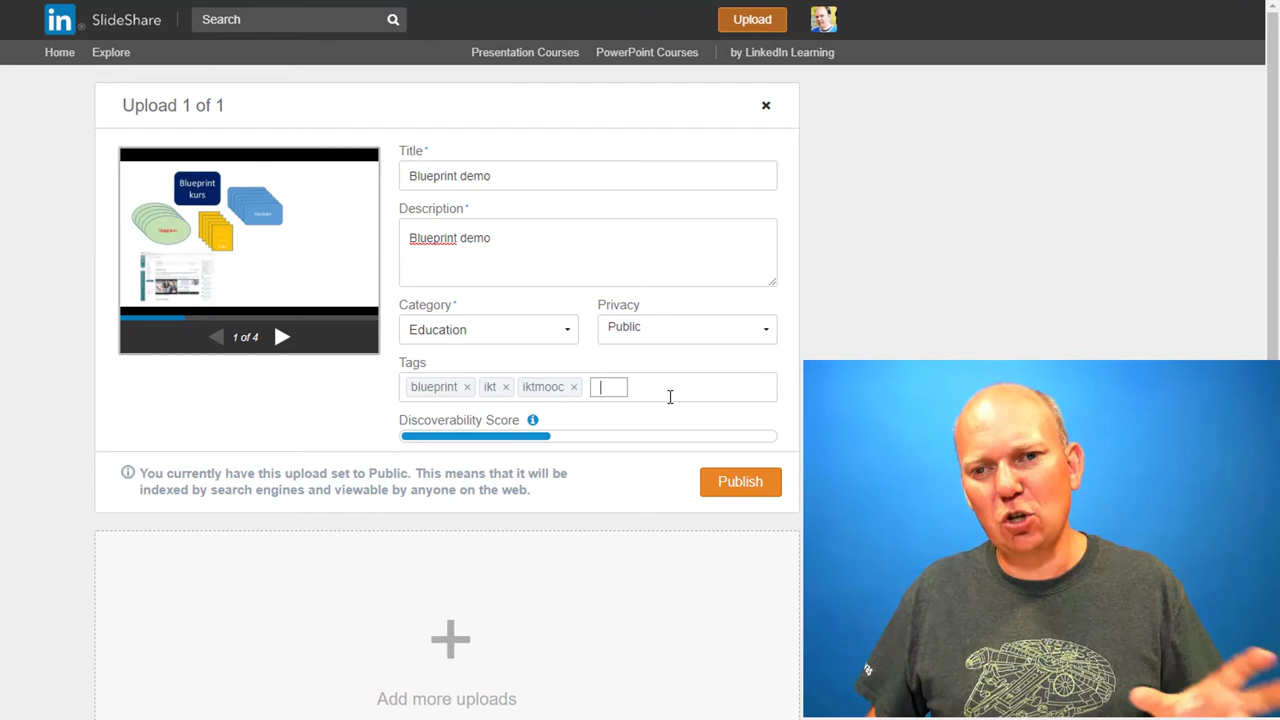 in SlideShare
Search
Upload
Home
Explore
Presentation Courses
PowerPoint Courses
by LinkedIn Learning
Upload 1 of 1
Blueprint
kurs
1 of 4
Title*
Blueprint demo
Description*
Blueprint demo
Category*
Privacy
Education
Public
Tags
blueprint ×
ikt ×
iktmooc ×
Discoverability Score
You currently have this upload set to Public. This means that it will be
indexed by search engines and viewable by anyone on the web.
Publish
Add more uploads